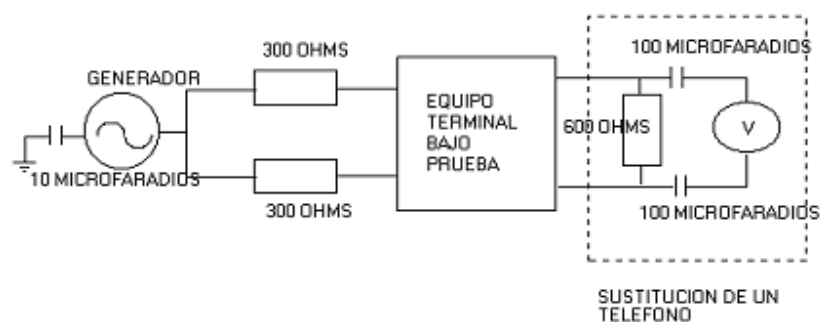 300 OHMS
100 MICROFARADIOS
GENERADOR
EQUIPO
TERMINAL
BAJO
PRUEBA
600 OHMS
V
10 MICROFARADIOS
300 OHMS
100 MICROFARADIOS
SUSTITUCION DE UN
TELEFONO